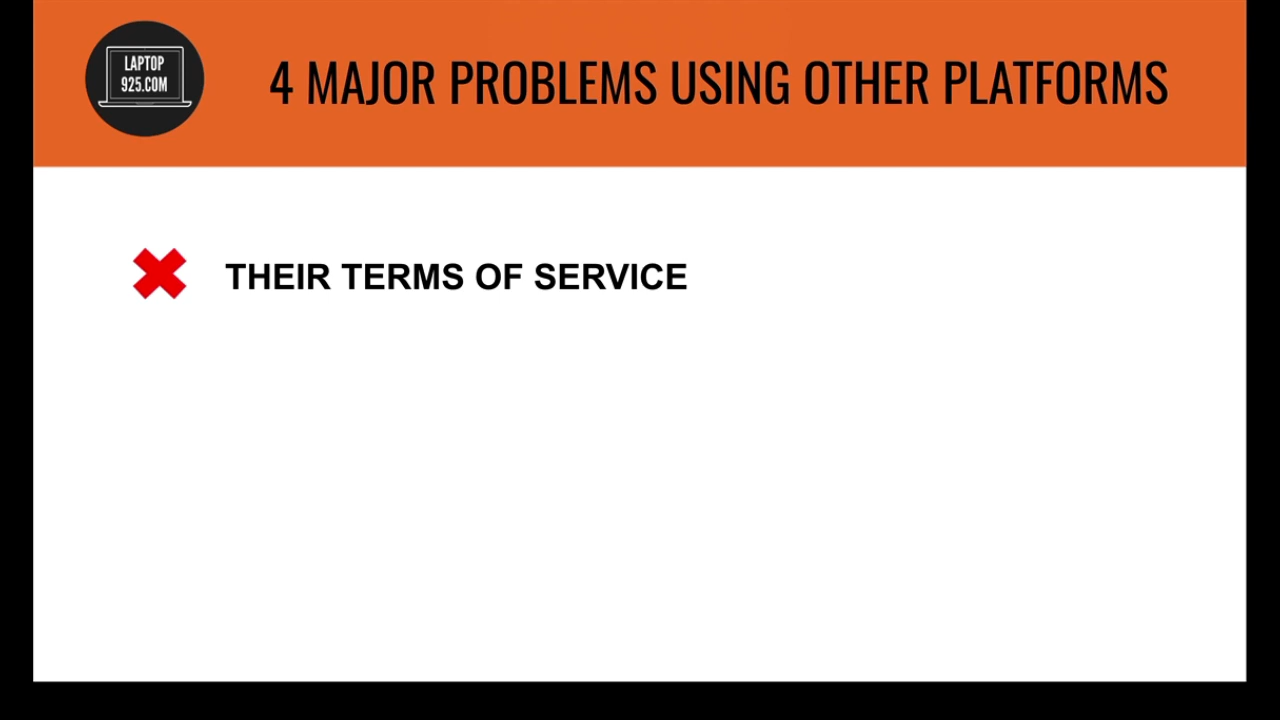 LAPTOP
925.COM
4 MAJOR PROBLEMS USING OTHER PLATFORMS
THEIR TERMS OF SERVICE